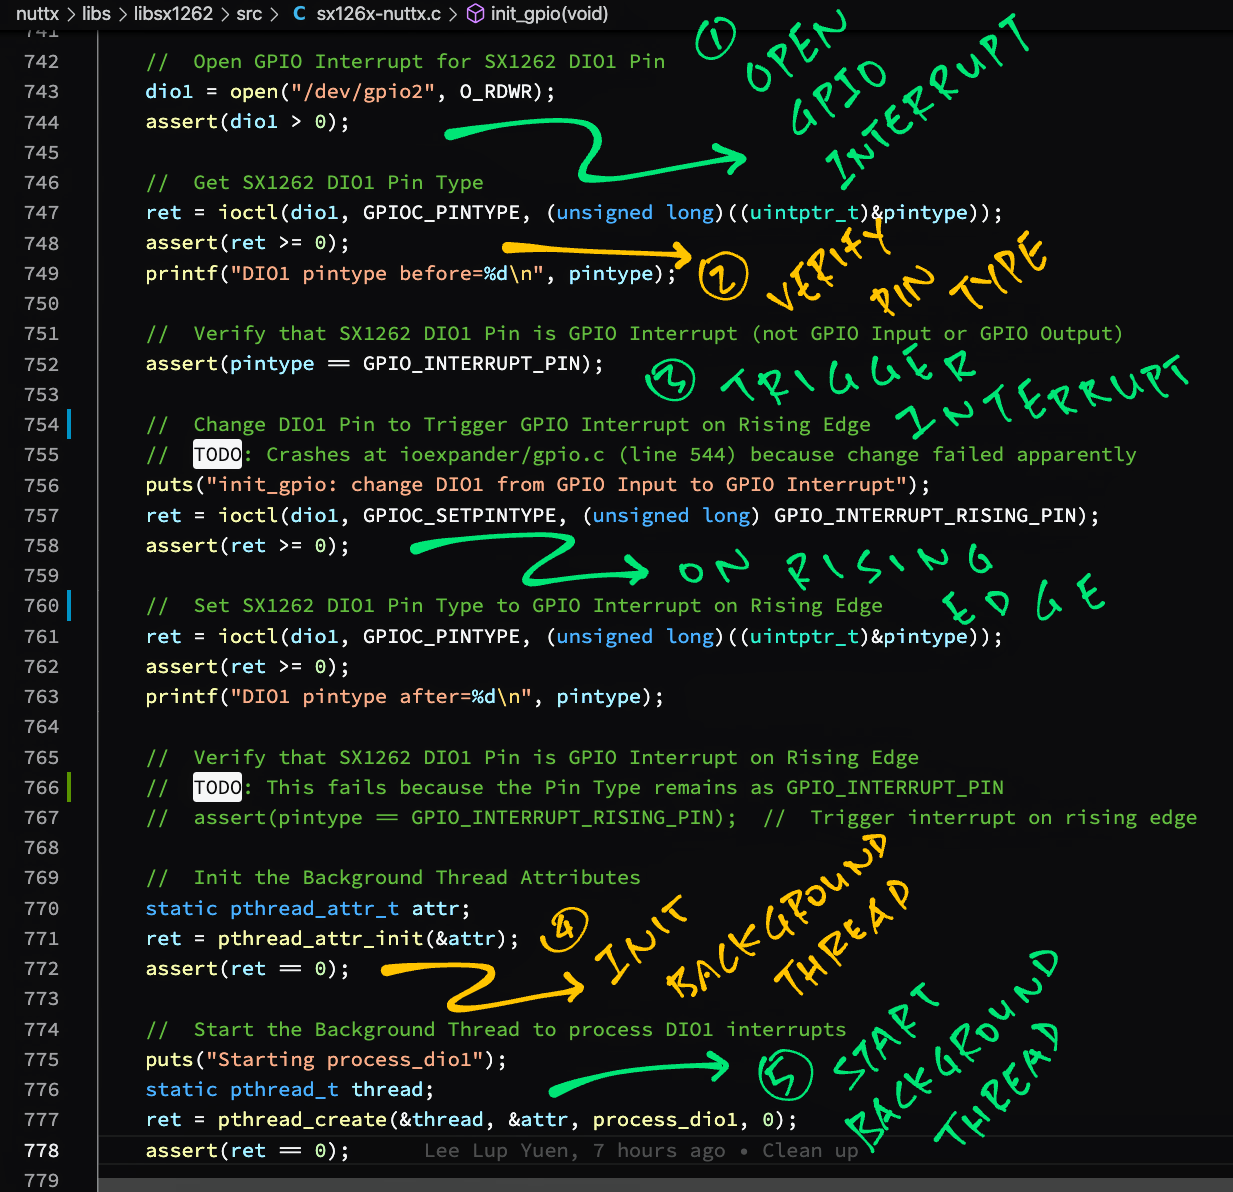 nuttx > libs > libsx1262 > src > C sx126x-nuttx.c > init_gpio(void)
741
742 //  Open GPIO Interrupt for SX1262 DIO1 Pin
743 dio1 = open("/dev/gpio2", O_RDWR);
744 assert(dio1 > 0);
① OPEN GPIO INTERRUPT
745
746 //  Get SX1262 DIO1 Pin Type
747 ret = ioctl(dio1, GPIOC_PINTYPE, (unsigned long)((uintptr_t)&pintype));
748 assert(ret >= 0);
749 printf("DIO1 pintype before=%d\n", pintype);
② VERIFY PIN TYPE
750
751 //  Verify that SX1262 DIO1 Pin is GPIO Interrupt (not GPIO Input or GPIO Output)
752 assert(pintype == GPIO_INTERRUPT_PIN);
③ TRIGGER INTERRUPT
753
754 //  Change DIO1 Pin to Trigger GPIO Interrupt on Rising Edge
755 //  TODO: Crashes at ioexpander/gpio.c (line 544) because change failed apparently
756 puts("init_gpio: change DIO1 from GPIO Input to GPIO Interrupt");
757 ret = ioctl(dio1, GPIOC_SETPINTYPE, (unsigned long) GPIO_INTERRUPT_RISING_PIN);
758 assert(ret >= 0);
ON RISING EDGE
759
760 //  Set SX1262 DIO1 Pin Type to GPIO Interrupt on Rising Edge
761 ret = ioctl(dio1, GPIOC_PINTYPE, (unsigned long)((uintptr_t)&pintype));
762 assert(ret >= 0);
763 printf("DIO1 pintype after=%d\n", pintype);
764
765 //  Verify that SX1262 DIO1 Pin is GPIO Interrupt on Rising Edge
766 //  TODO: This fails because the Pin Type remains as GPIO_INTERRUPT_PIN
767 //  assert(pintype == GPIO_INTERRUPT_RISING_PIN);  //  Trigger interrupt on rising edge
768
769 //  Init the Background Thread Attributes
770 static pthread_attr_t attr;
771 ret = pthread_attr_init(&attr);
772 assert(ret == 0);
④ INIT BACKGROUND THREAD
773
774 //  Start the Background Thread to process DIO1 interrupts
775 puts("Starting process_dio1");
776 static pthread_t thread;
777 ret = pthread_create(&thread, &attr, process_dio1, 0);
⑤ START BACKGROUND THREAD
778 assert(ret == 0); Lee Lup Yuen, 7 hours ago • Clean up
779